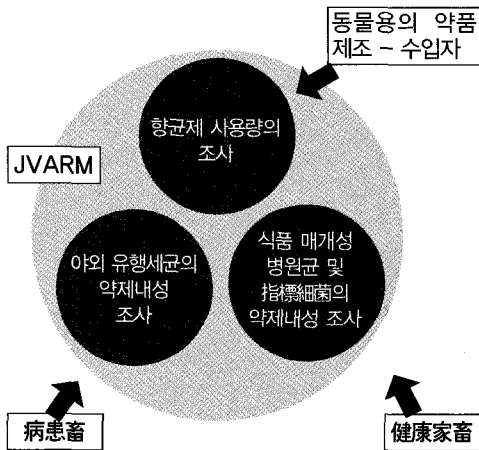 동물용의 약품
제조 ~ 수입자
향균제 사용량의
조사
JVARM
야외 유행세균의
약제내성
조사
식품 매개성
병원균 및
指標細菌의
약제내성 조사
病患畜
健康家畜